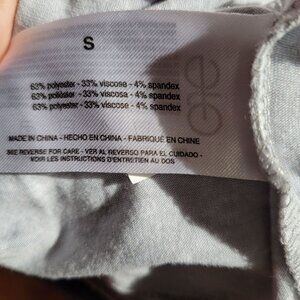 S
63% polyester - 33% viscose - 4% spandex
63% poliéster - 33% viscosa - 4% spandex
63% polyester - 33% viscose - 4% spandex
MADE IN CHINA - HECHO EN CHINA - FABRIQUÉ EN CHINE
SEE REVERSE FOR CARE - VER AL REVERSO PARA EL CUIDADO -
VOIR LES INSTRUCTIONS D'ENTRETIEN AU DOS